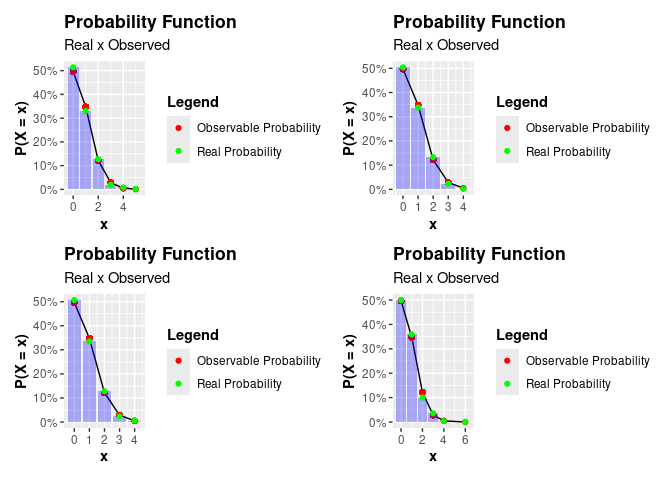 Probability Function
Real x Observed
50%
40%
30%
20%
10%
0%
P(X = x)
0 2 4
x
Legend
Observable Probability
Real Probability
Probability Function
Real x Observed
50%
40%
30%
20%
10%
0%
P(X = x)
0 1 2 3 4
x
Legend
Observable Probability
Real Probability
Probability Function
Real x Observed
50%
40%
30%
20%
10%
0%
P(X = x)
0 1 2 3 4
x
Legend
Observable Probability
Real Probability
Probability Function
Real x Observed
50%
40%
30%
20%
10%
0%
P(X = x)
0 2 4 6
x
Legend
Observable Probability
Real Probability